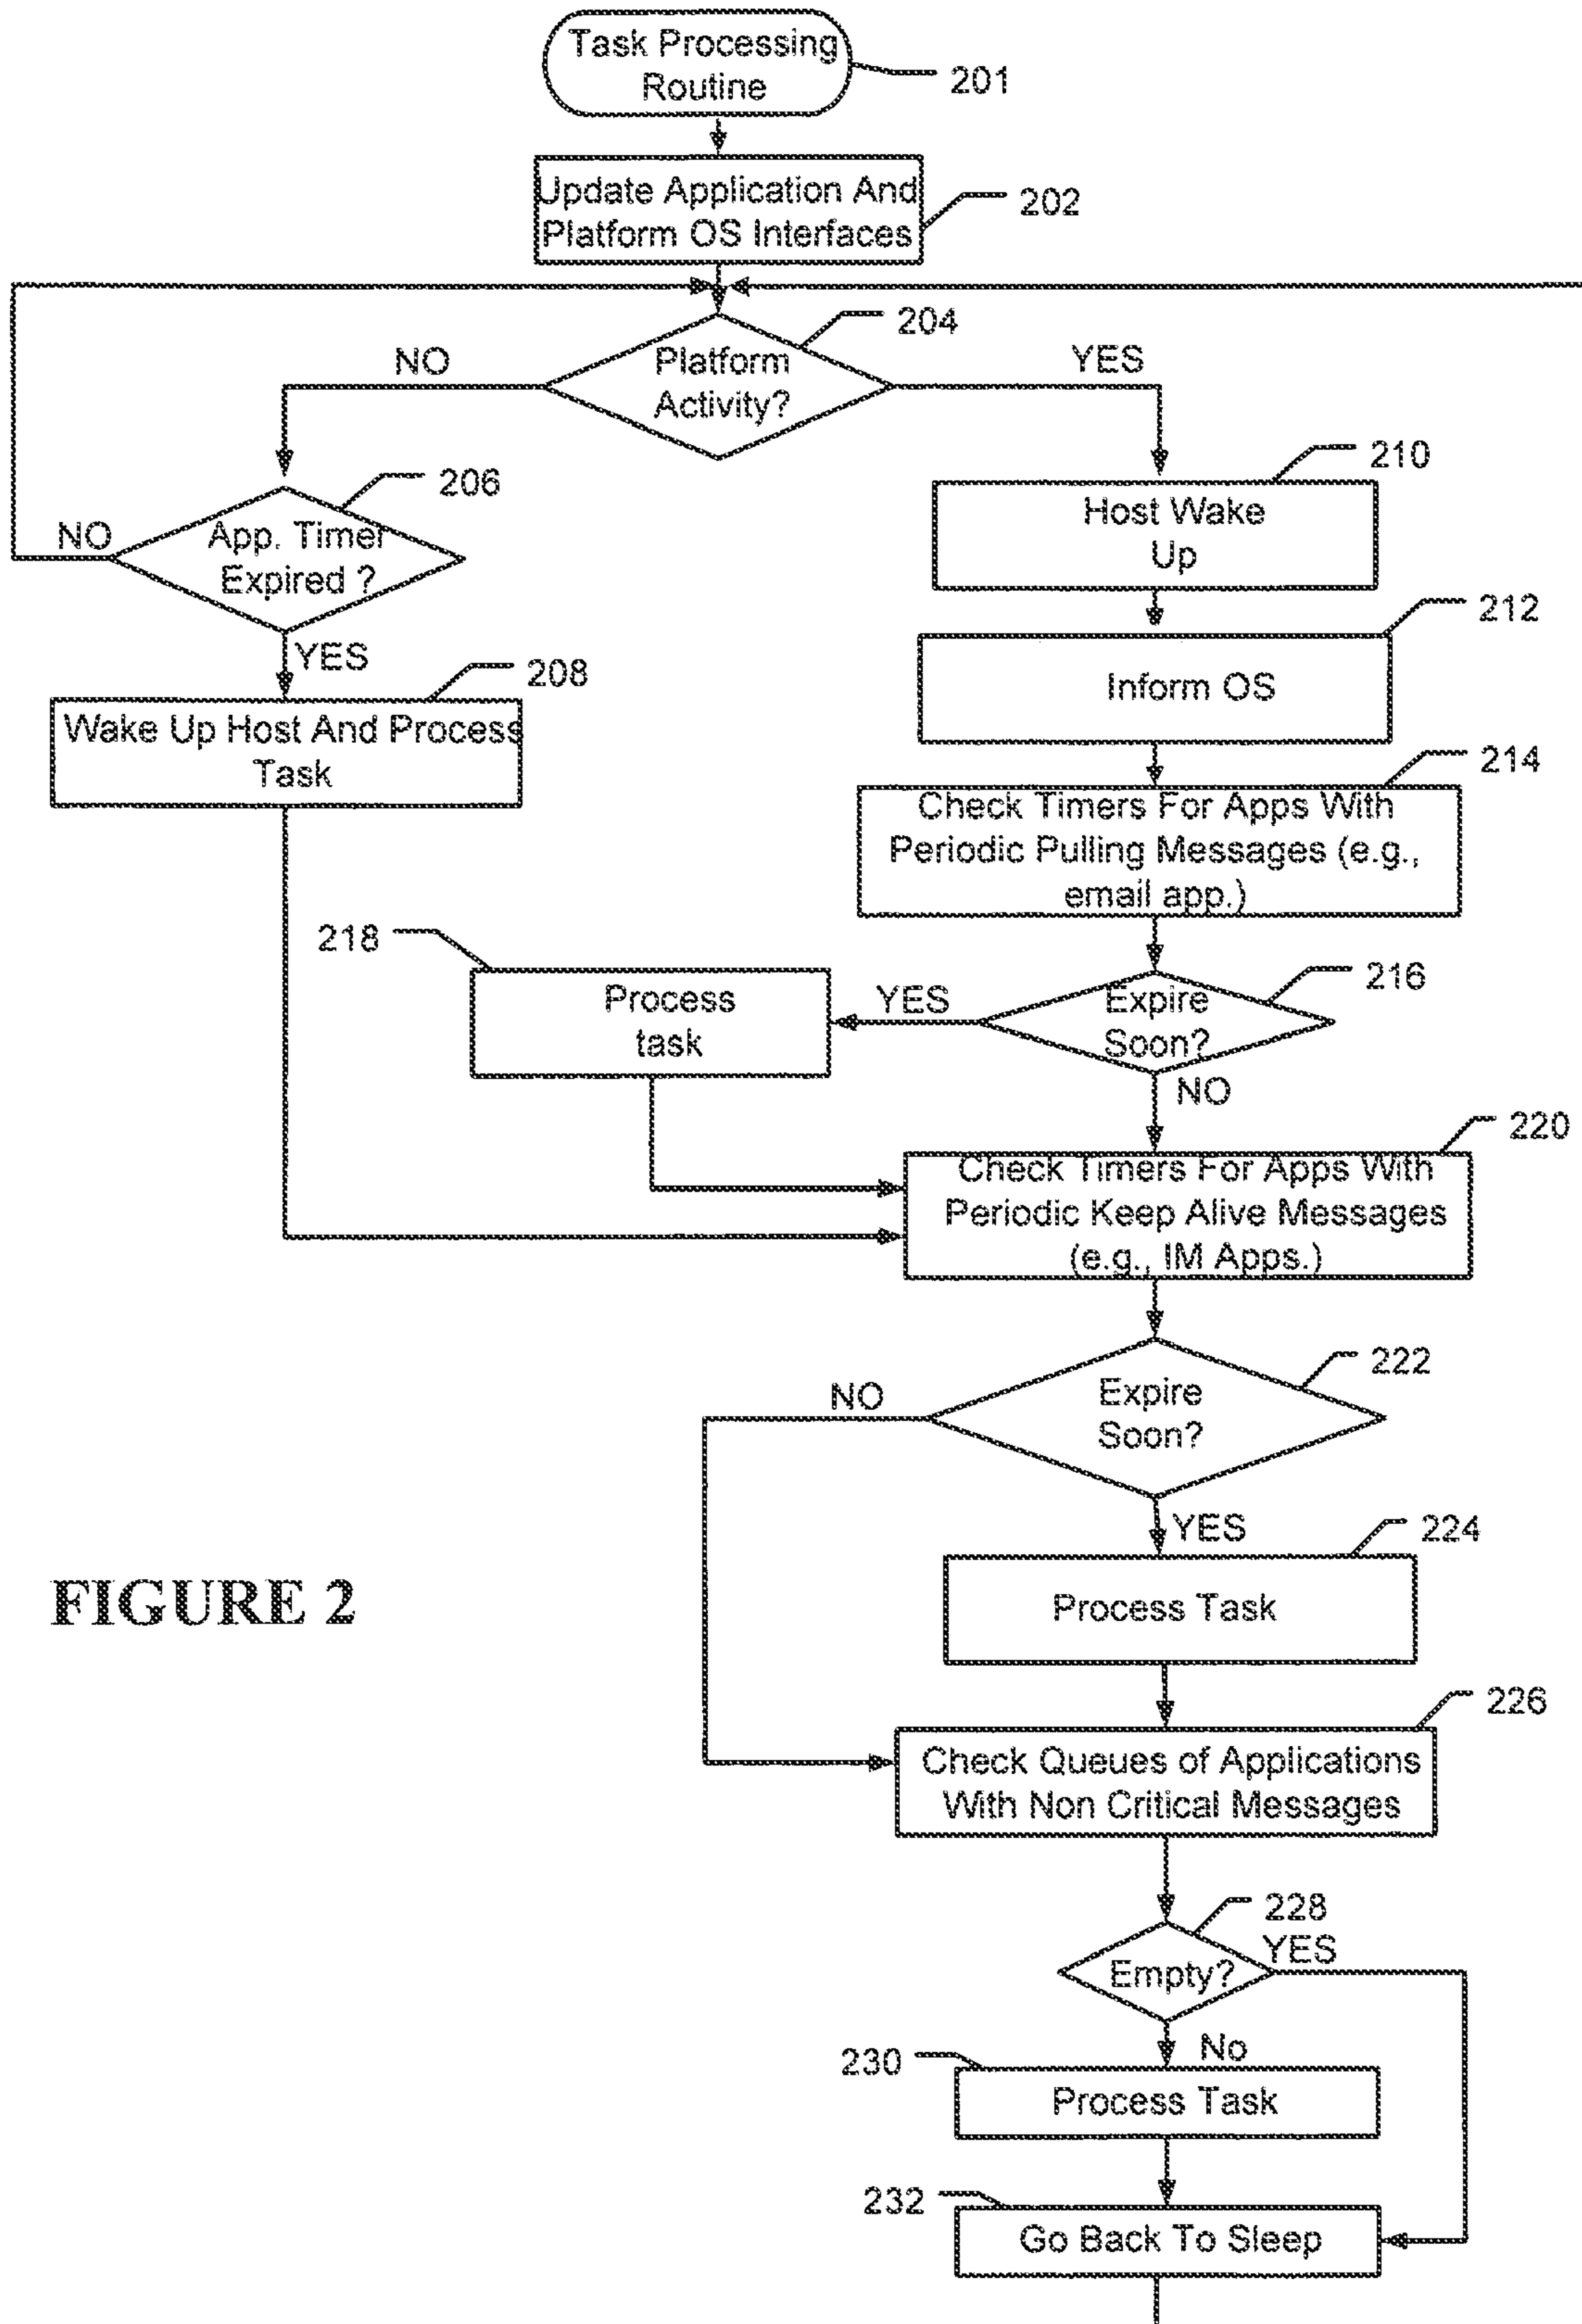 Task Processing
Routine
201
Update Application And
Platform OS Interfaces
202
204
NO
Platform
Activity?
YES
206
NO
App. Timer
Expired ?
YES
208
Wake Up Host And Process
Task
210
Host Wake
Up
212
Inform OS
214
Check Timers For Apps With
Periodic Pulling Messages (e.g.,
email app.)
218
Process
task
YES
216
Expire
Soon?
NO
220
Check Timers For Apps With
Periodic Keep Alive Messages
(e.g., IM Apps.)
222
NO
Expire
Soon?
YES
224
Process Task
FIGURE 2
226
Check Queues of Applications
With Non Critical Messages
228
YES
Empty?
No
230
Process Task
232
Go Back To Sleep